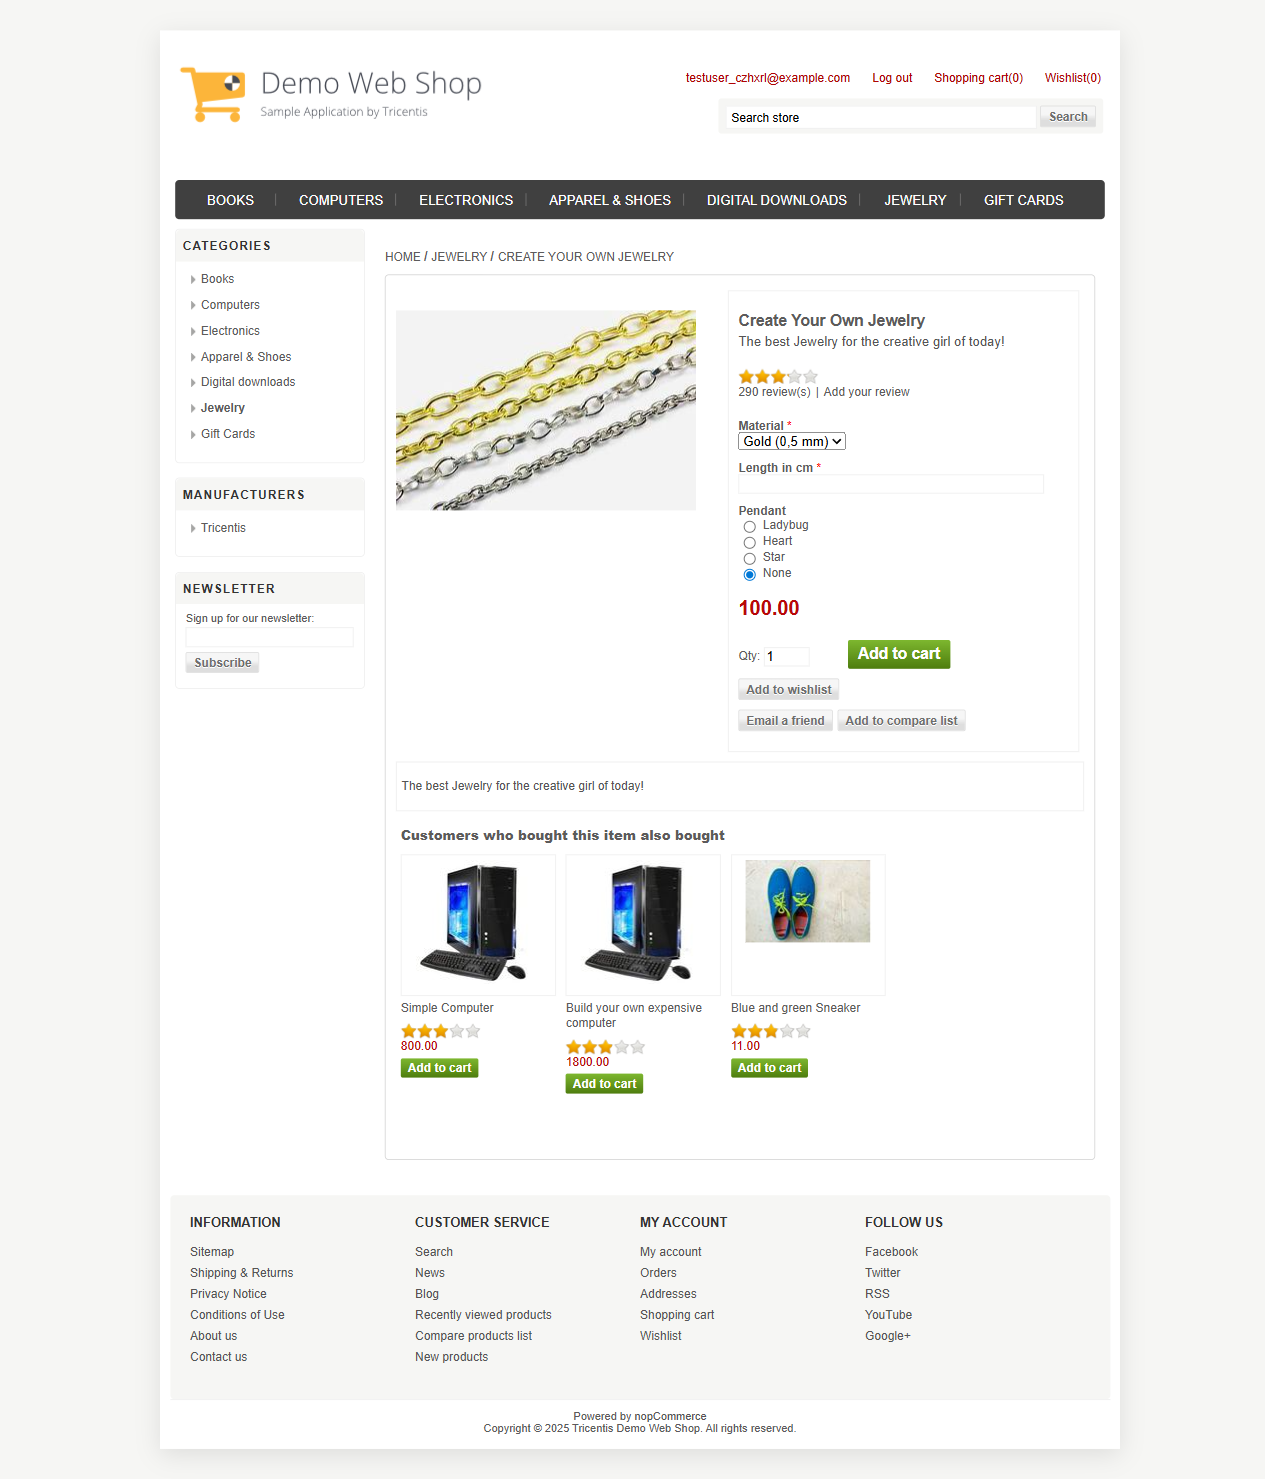 Demo Web Shop
Sample Application by Tricentis
testuser_czhxrl@example.com Log out Shopping cart(0) Wishlist(0)
Search store Search
BOOKS COMPUTERS ELECTRONICS APPAREL & SHOES DIGITAL DOWNLOADS JEWELRY GIFT CARDS
CATEGORIES
Books
Computers
Electronics
Apparel & Shoes
Digital downloads
Jewelry
Gift Cards
MANUFACTURERS
Tricentis
NEWSLETTER
Sign up for our newsletter:
Subscribe
HOME / JEWELRY / CREATE YOUR OWN JEWELRY
Create Your Own Jewelry
The best Jewelry for the creative girl of today!
290 review(s) | Add your review
Material *
Gold (0,5 mm)
Length in cm *
Pendant
Ladybug
Heart
Star
None
100.00
Qty: 1 Add to cart
Add to wishlist
Email a friend Add to compare list
The best Jewelry for the creative girl of today!
Customers who bought this item also bought
Simple Computer
800.00
Add to cart
Build your own expensive
computer
1800.00
Add to cart
Blue and green Sneaker
11.00
Add to cart
INFORMATION
Sitemap
Shipping & Returns
Privacy Notice
Conditions of Use
About us
Contact us
CUSTOMER SERVICE
Search
News
Blog
Recently viewed products
Compare products list
New products
MY ACCOUNT
My account
Orders
Addresses
Shopping cart
Wishlist
FOLLOW US
Facebook
Twitter
RSS
YouTube
Google+
Powered by nopCommerce
Copyright © 2025 Tricentis Demo Web Shop. All rights reserved.